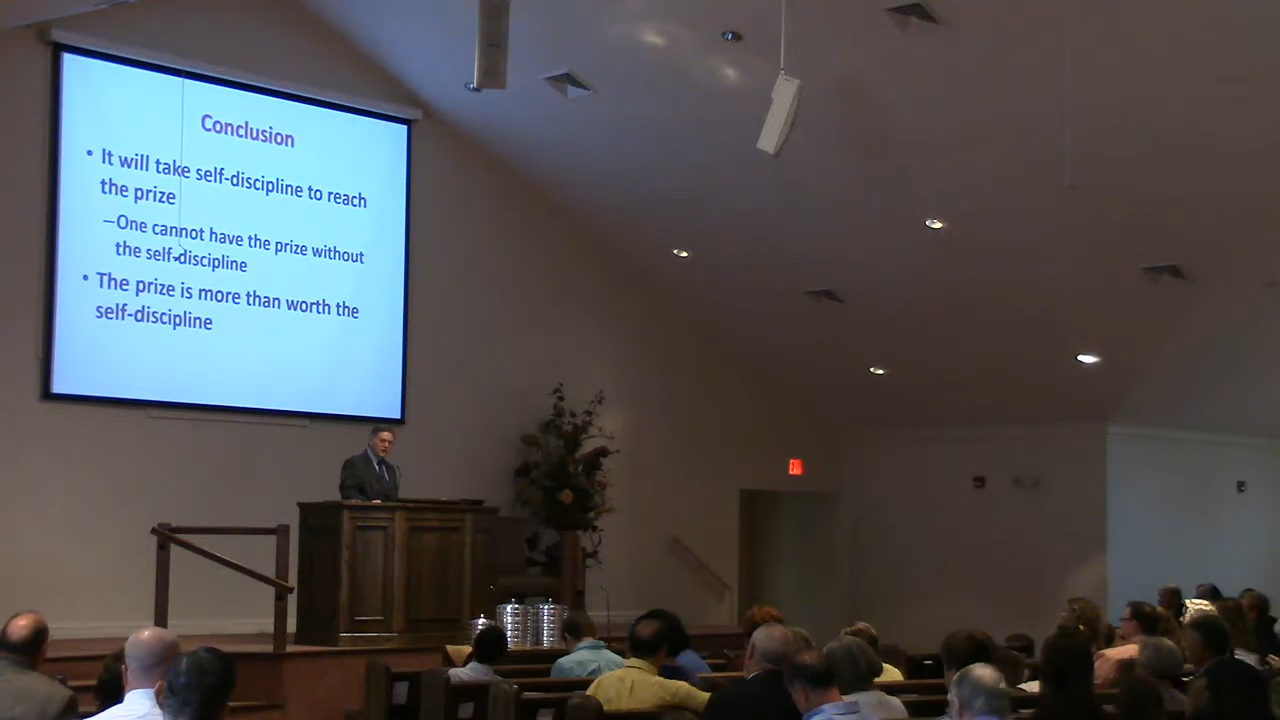 Conclusion
• It will take self-discipline to reach
the prize
–One cannot have the prize without
the self-discipline
• The prize is more than worth the
self-discipline
EXIT